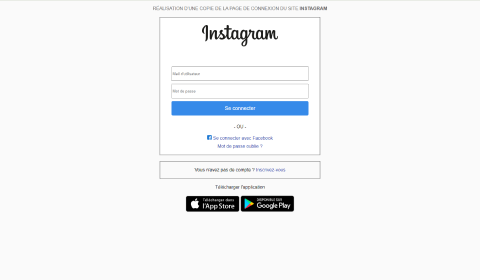 RÉALISATION D'UNE COPIE DE LA PAGE DE CONNEXION DU SITE INSTAGRAM
Instagram
Mail d'utilisateur
Mot de passe
Se connecter
- OU -
Se connecter avec Facebook
Mot de passe oublié ?
Vous n'avez pas de compte ? Inscrivez-vous
Télécharger l'application
Télécharger dans
l'App Store
DISPONIBLE SUR
Google Play